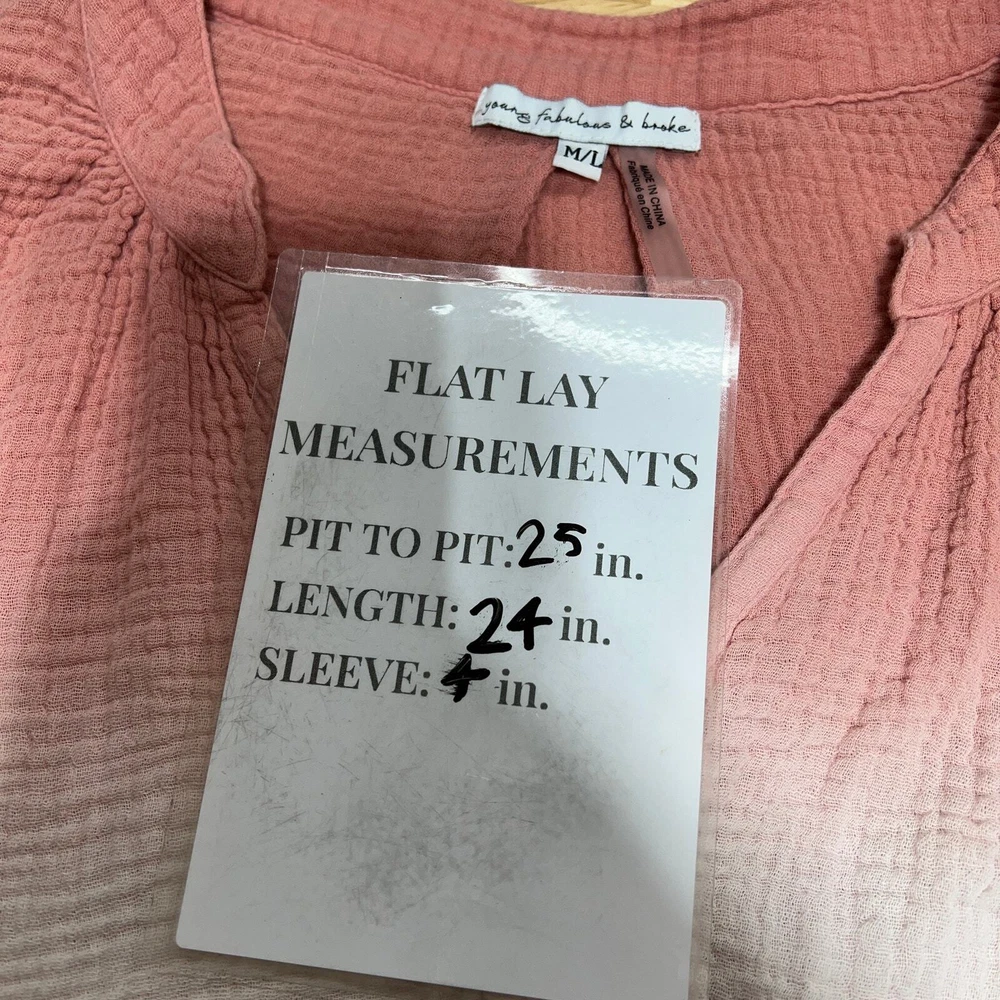 young fabulous & broke
M/L
MADE IN CHINA
Fabriqué en Chine
FLAT LAY
MEASUREMENTS
PIT TO PIT: 25 in.
LENGTH: 24 in.
SLEEVE: 4 in.